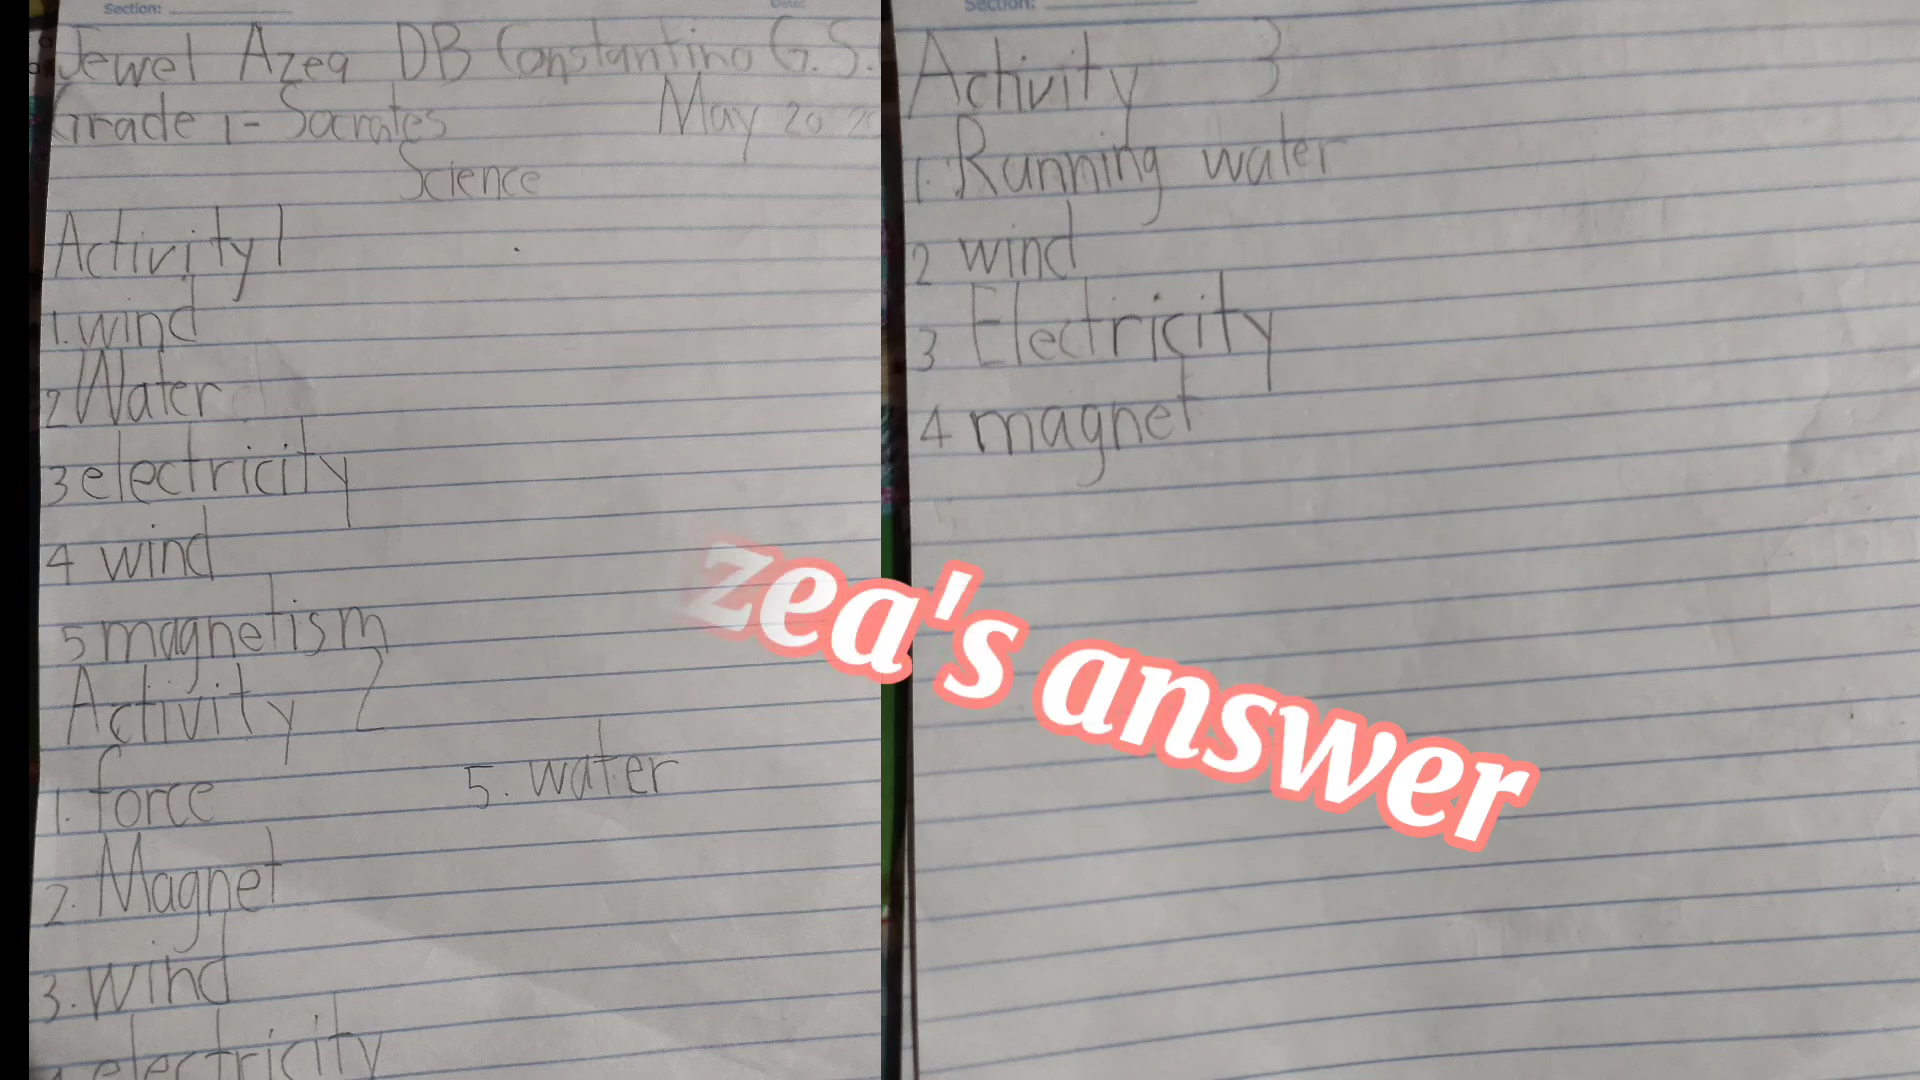 Section:
Jewel Azea DB Constantino G.S.
Grade 1- Socrates May 20
Science
Activity 1
1. wind
2 Water
3 electricity
4 wind
5 magnetism
Activity 2
1. force 5. water
2. Magnet
3. wind
electricity
Section:
Activity 3
1. Running water
2 wind
3 Electricity
4 magnet
zea's answer